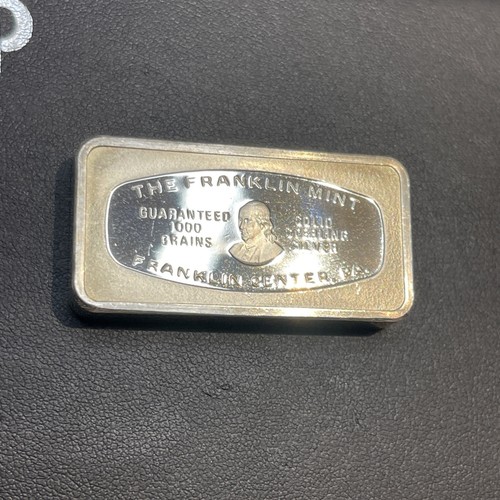 THE FRANKLIN MINT
GUARANTEED
1000
GRAINS
SOLID
STERLING
SILVER
FRANKLIN CENTER, PA.